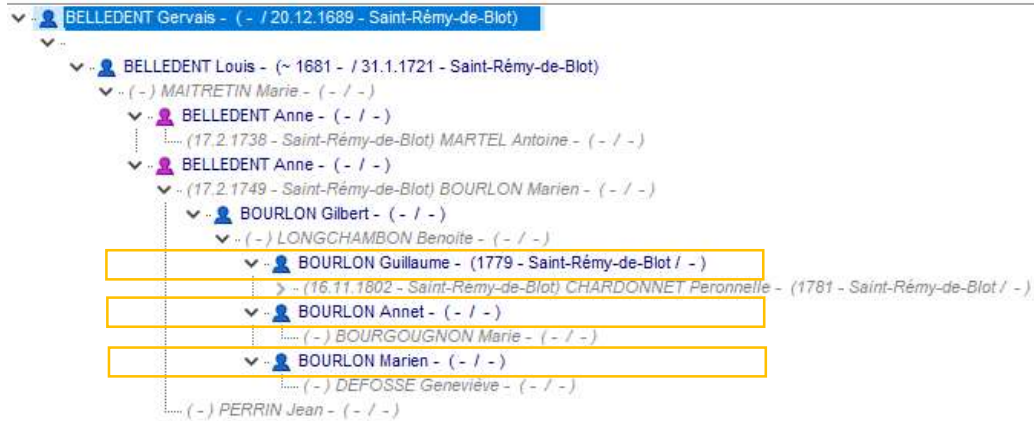 BELLEDENT Gervais - ( - / 20.12.1689 - Saint-Rémy-de-Blot)
BELLEDENT Louis - (~ 1681 - / 31.1.1721 - Saint-Rémy-de-Blot)
( - ) MAITRETIN Marie - ( - / - )
BELLEDENT Anne - ( - / - )
(17.2.1738 - Saint-Rémy-de-Blot) MARTEL Antoine - ( - / - )
BELLEDENT Anne - ( - / - )
(17.2.1749 - Saint-Rémy-de-Blot) BOURLON Marien - ( - / - )
BOURLON Gilbert - ( - / - )
( - ) LONGCHAMBON Benoite - ( - / - )
BOURLON Guillaume - (1779 - Saint-Rémy-de-Blot / - )
(16.11.1802 - Saint-Rémy-de-Blot) CHARDONNET Peronnelle - (1781 - Saint-Rémy-de-Blot / - )
BOURLON Annet - ( - / - )
( - ) BOURGOUGNON Marie - ( - / - )
BOURLON Marien - ( - / - )
( - ) DEFOSSE Geneviève - ( - / - )
( - ) PERRIN Jean - ( - / - )